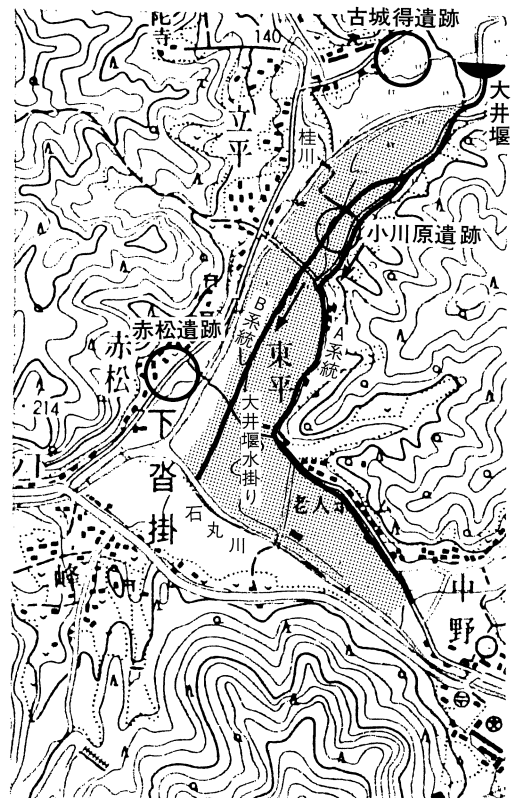 古城得遺跡
寺
140
大井堰
立平
桂川
小川原遺跡
B系統
A系統
東平
赤松遺跡
赤松
大井堰水掛り
214
下沓掛
川
老人ホ
石丸川
峰
中野